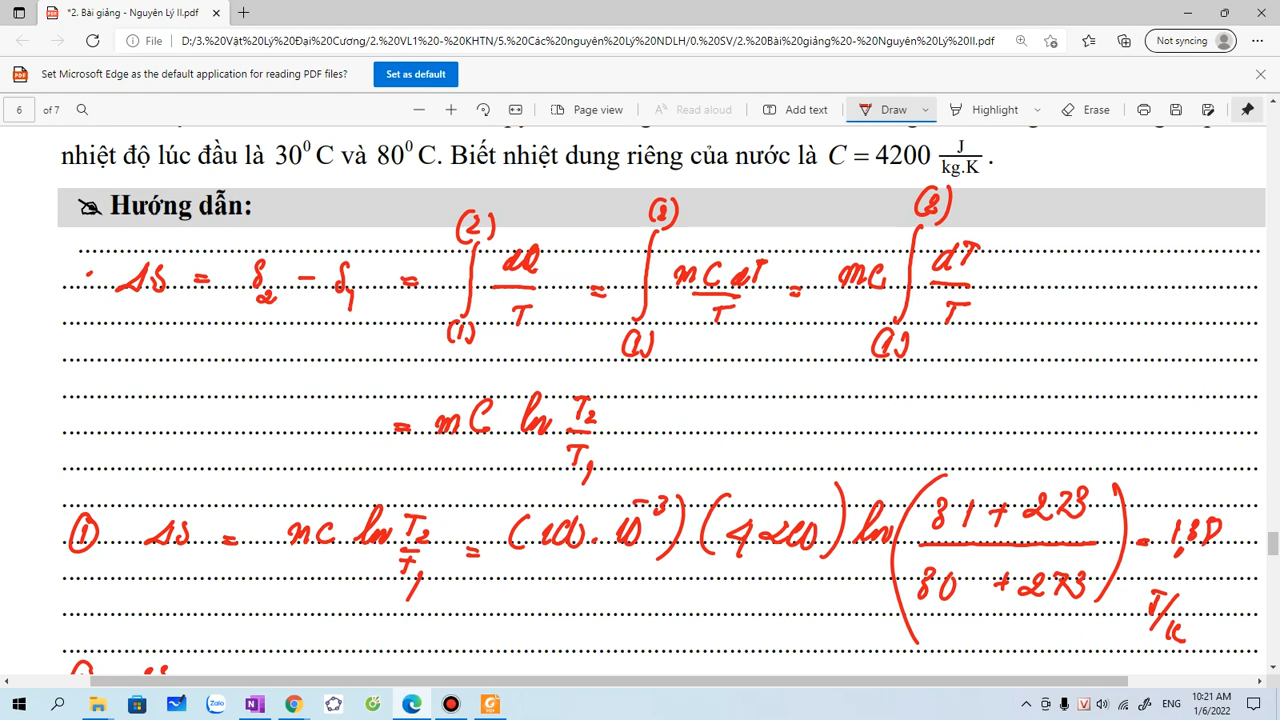 *2. Bài giảng - Nguyên Lý II.pdf
File D:/3.%20Vật%20Lý%20Đại%20Cương/2.%20VL1%20-%20KHTN/5.%20Các%20nguyên%20Lý%20NDLH/0.%20SV/2.%20Bài%20giảng%20-%20Nguyên%20Lý%20II.pdf Not syncing
Set Microsoft Edge as the default application for reading PDF files? Set as default
6 of 7 Page view Read aloud Add text Draw Highlight Erase
nhiệt độ lúc đầu là 30⁰ C và 80⁰ C. Biết nhiệt dung riêng của nước là C = 4200 J/kg.K .
Hướng dẫn:
ΔS = S₂ - S₁ = ∫₍₁₎⁽²⁾ dQ/T = ∫₍₁₎⁽²⁾ mC dT/T = mC ∫₍₁₎⁽²⁾ dT/T
= mC ln T₂/T₁
① ΔS = mC ln T₂/T₁ = (100.10⁻³)(4200) ln(31 + 273 / 30 + 273) = J/K
ΔS
Zalo ENG 10:21 AM
1/6/2022